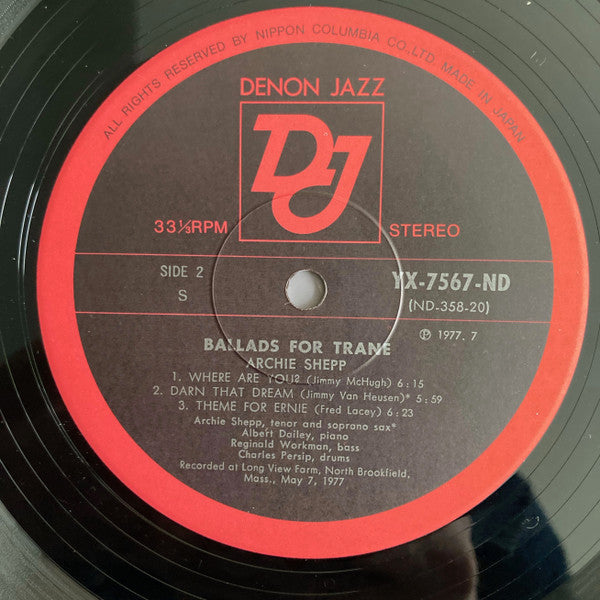 ALL RIGHTS RESERVED BY NIPPON COLUMBIA CO., LTD. MADE IN JAPAN
DENON JAZZ
DJ
33⅓RPM
STEREO
SIDE 2
YX-7567-ND
S
(ND-358-20)
℗ 1977. 7
BALLADS FOR TRANE
ARCHIE SHEPP
1. WHERE ARE YOU? (Jimmy McHugh) 6:15
2. DARN THAT DREAM (Jimmy Van Heusen)* 5:59
3. THEME FOR ERNIE (Fred Lacey) 6:23
Archie Shepp, tenor and soprano sax*
Albert Dailey, piano
Reginald Workman, bass
Charles Persip, drums
Recorded at Long View Farm, North Brookfield,
Mass., May 7, 1977